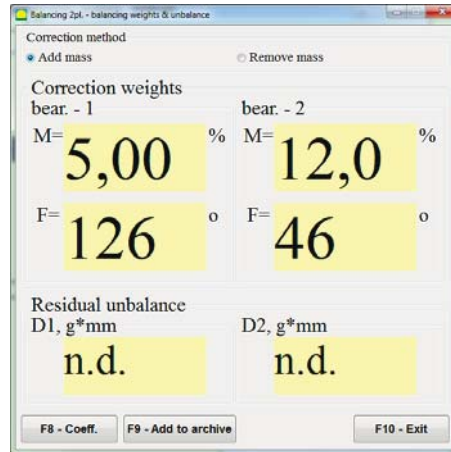 Balancing 2pl. - balancing weights & unbalance
Correction method
Add mass Remove mass
Correction weights
bear. - 1 bear. - 2
M= 5,00 % M= 12,0 %
F= 126 o F= 46 o
Residual unbalance
D1, g*mm D2, g*mm
n.d. n.d.
F8 - Coeff. F9 - Add to archive F10 - Exit